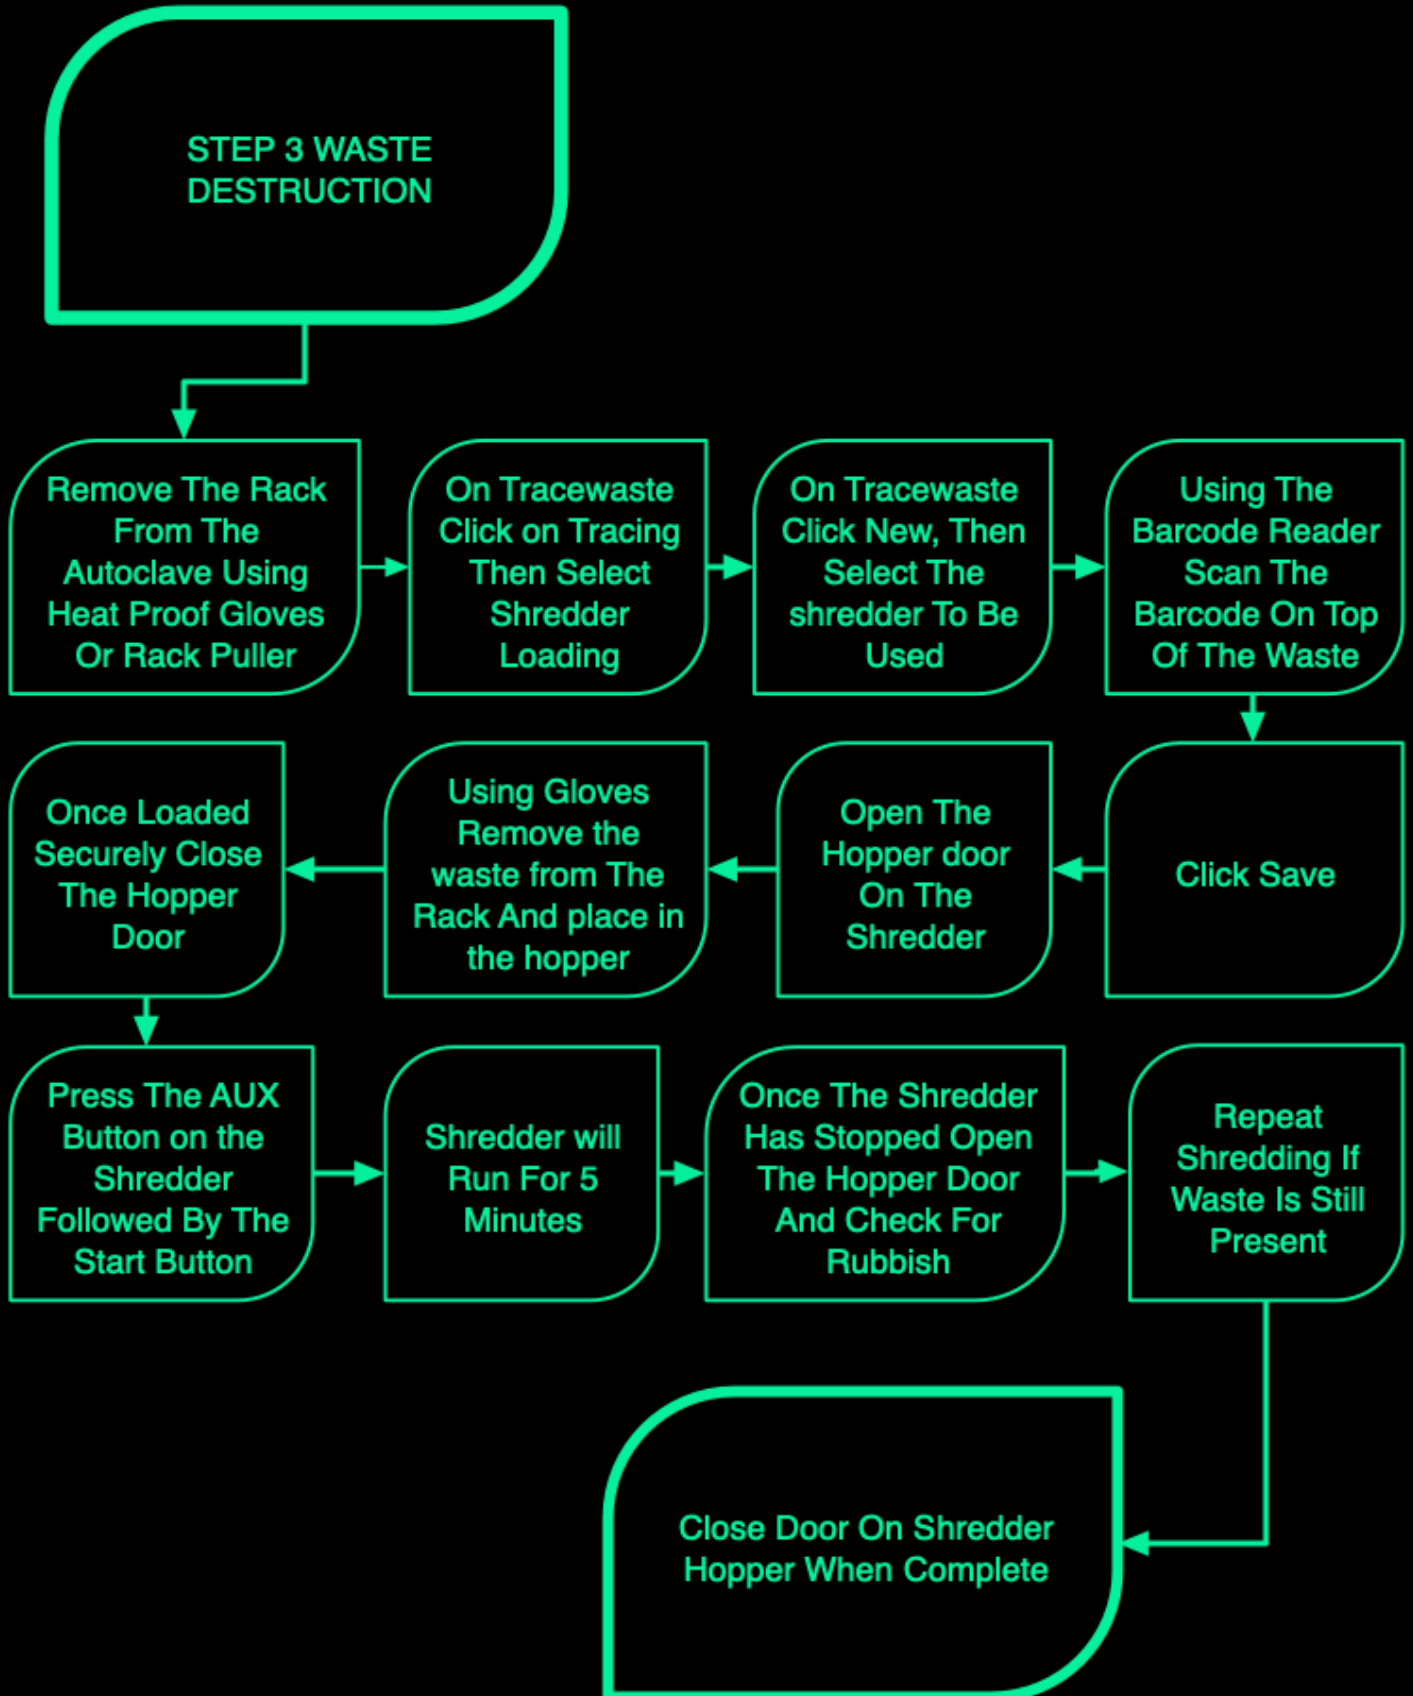 STEP 3 WASTE
DESTRUCTION
Remove The Rack
From The
Autoclave Using
Heat Proof Gloves
Or Rack Puller
On Tracewaste
Click on Tracing
Then Select
Shredder
Loading
On Tracewaste
Click New, Then
Select The
shredder To Be
Used
Using The
Barcode Reader
Scan The
Barcode On Top
Of The Waste
Click Save
Open The
Hopper door
On The
Shredder
Using Gloves
Remove the
waste from The
Rack And place in
the hopper
Once Loaded
Securely Close
The Hopper
Door
Press The AUX
Button on the
Shredder
Followed By The
Start Button
Shredder will
Run For 5
Minutes
Once The Shredder
Has Stopped Open
The Hopper Door
And Check For
Rubbish
Repeat
Shredding If
Waste Is Still
Present
Close Door On Shredder
Hopper When Complete